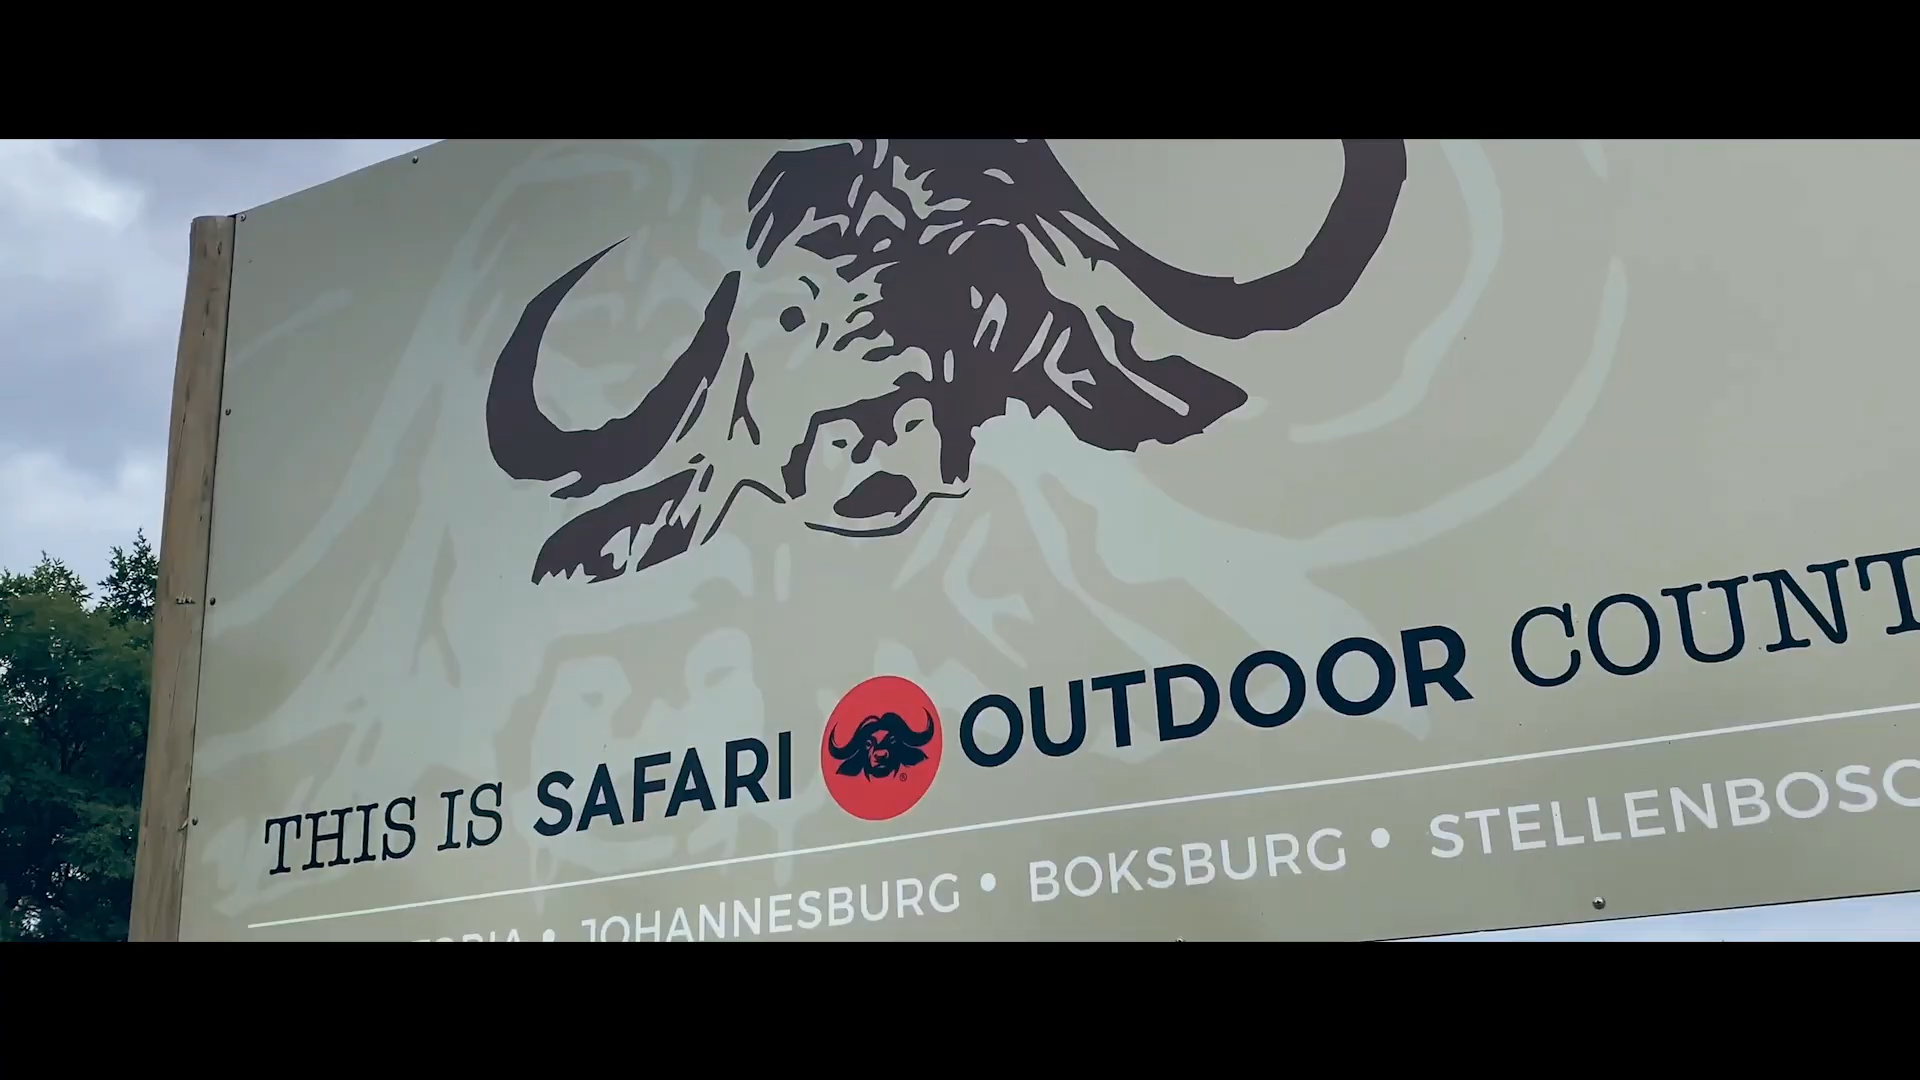 THIS IS SAFARI OUTDOOR COUNT
JOHANNESBURG • BOKSBURG • STELLENBOSC